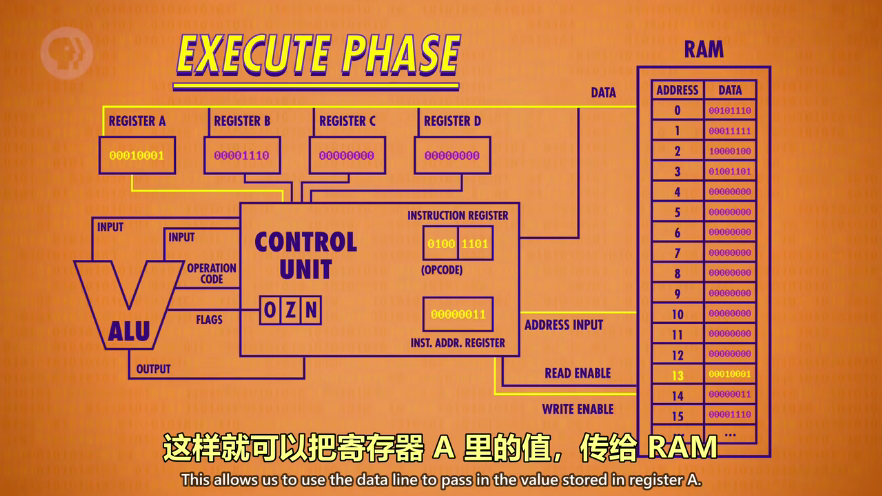 EXECUTE PHASE
RAM
DATA
REGISTER A
REGISTER B
REGISTER C
REGISTER D
00010001
00001110
00000000
00000000
ADDRESS DATA
0 00101110
1 00011111
2 10000100
3 01001101
4 00000000
5 00000000
6 00000000
7 00000000
8 00000000
9 00000000
10 00000000
11 00000000
12 00000000
13 00010001
14 00000011
15 00001110
...
INPUT
INPUT
OPERATION
CODE
FLAGS
ALU
OUTPUT
CONTROL
UNIT
O Z N
INSTRUCTION REGISTER
0100 1101
(OPCODE)
00000011
INST. ADDR. REGISTER
ADDRESS INPUT
READ ENABLE
WRITE ENABLE
这样就可以把寄存器 A 里的值，传给 RAM
This allows us to use the data line to pass in the value stored in register A.